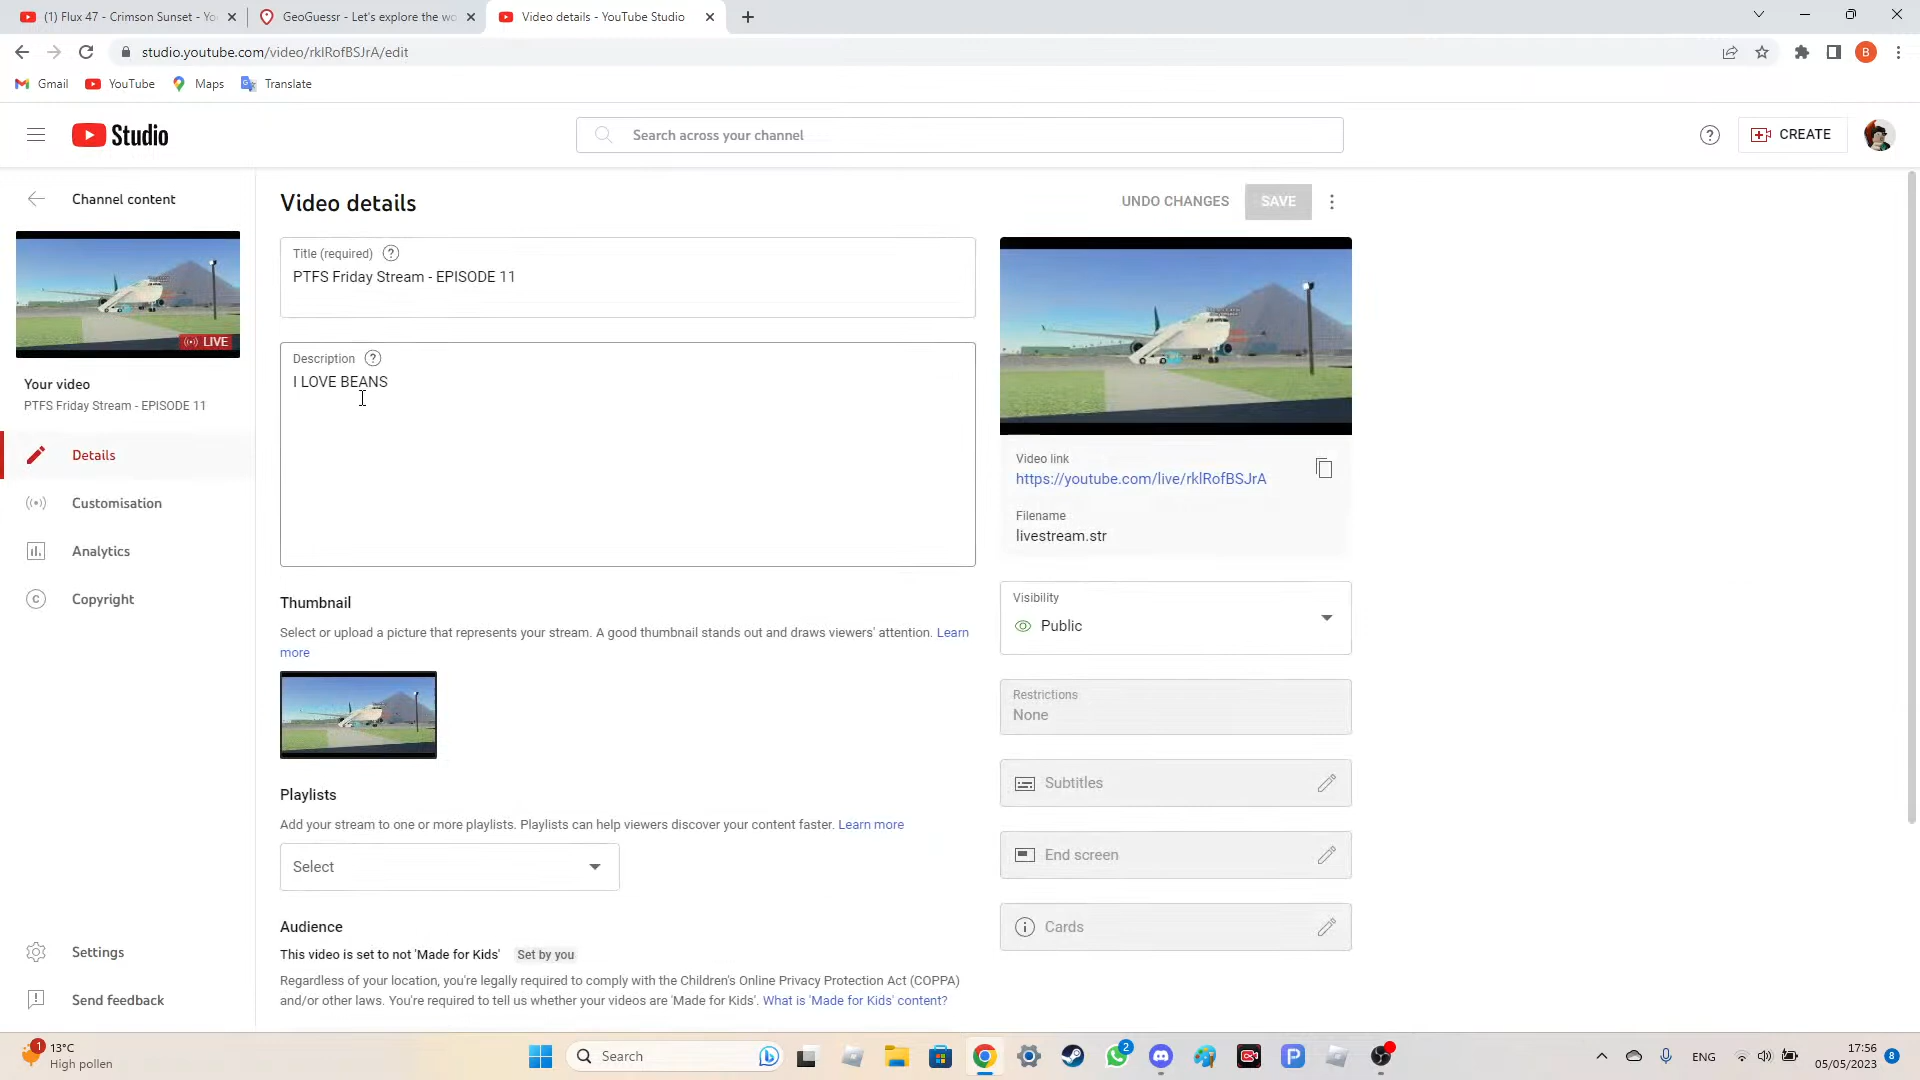 (1) Flux 47 - Crimson Sunset - Yo
GeoGuessr - Let's explore the wo
Video details - YouTube Studio
studio.youtube.com/video/rklRofBSJrA/edit
B
Gmail
YouTube
Maps
Translate
Studio
Search across your channel
CREATE
Channel content
Video details
UNDO CHANGES
SAVE
Title (required)
PTFS Friday Stream - EPISODE 11
LIVE
Description
I LOVE BEANS
Your video
PTFS Friday Stream - EPISODE 11
Details
Customisation
Analytics
Copyright
Video link
https://youtube.com/live/rklRofBSJrA
Filename
livestream.str
Thumbnail
Select or upload a picture that represents your stream. A good thumbnail stands out and draws viewers' attention. Learn
more
Visibility
Public
Restrictions
None
Subtitles
Playlists
Add your stream to one or more playlists. Playlists can help viewers discover your content faster. Learn more
Select
End screen
Cards
Audience
This video is set to not 'Made for Kids' Set by you
Regardless of your location, you're legally required to comply with the Children's Online Privacy Protection Act (COPPA)
and/or other laws. You're required to tell us whether your videos are 'Made for Kids'. What is 'Made for Kids' content?
Settings
Send feedback
1
13°C
High pollen
Search
2
ENG
17:56
05/05/2023
8